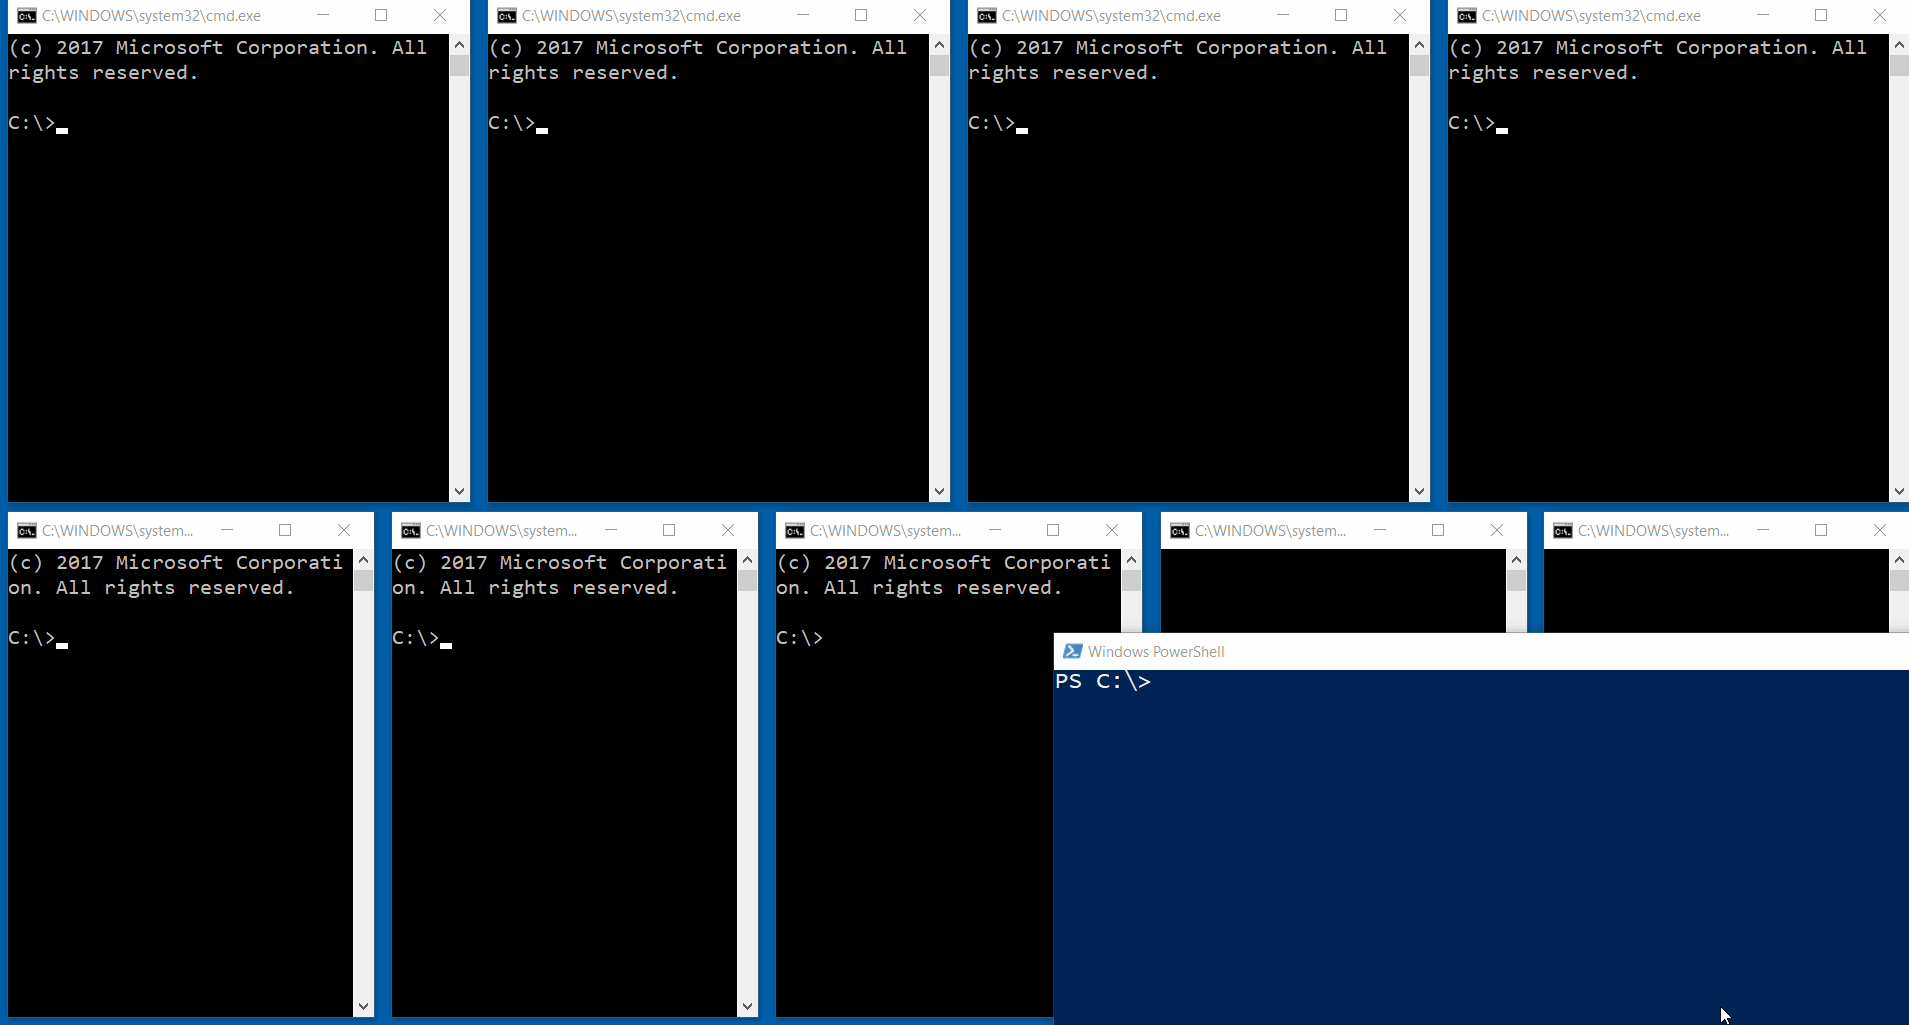 C:\WINDOWS\system32\cmd.exe
(c) 2017 Microsoft Corporation. All
rights reserved.
C:\>
C:\WINDOWS\system32\cmd.exe
(c) 2017 Microsoft Corporation. All
rights reserved.
C:\>
C:\WINDOWS\system32\cmd.exe
(c) 2017 Microsoft Corporation. All
rights reserved.
C:\>
C:\WINDOWS\system32\cmd.exe
(c) 2017 Microsoft Corporation. All
rights reserved.
C:\>
C:\WINDOWS\system...
(c) 2017 Microsoft Corporati
on. All rights reserved.
C:\>
C:\WINDOWS\system...
(c) 2017 Microsoft Corporati
on. All rights reserved.
C:\>
C:\WINDOWS\system...
(c) 2017 Microsoft Corporati
on. All rights reserved.
C:\>
C:\WINDOWS\system...
C:\WINDOWS\system...
Windows PowerShell
PS C:\>